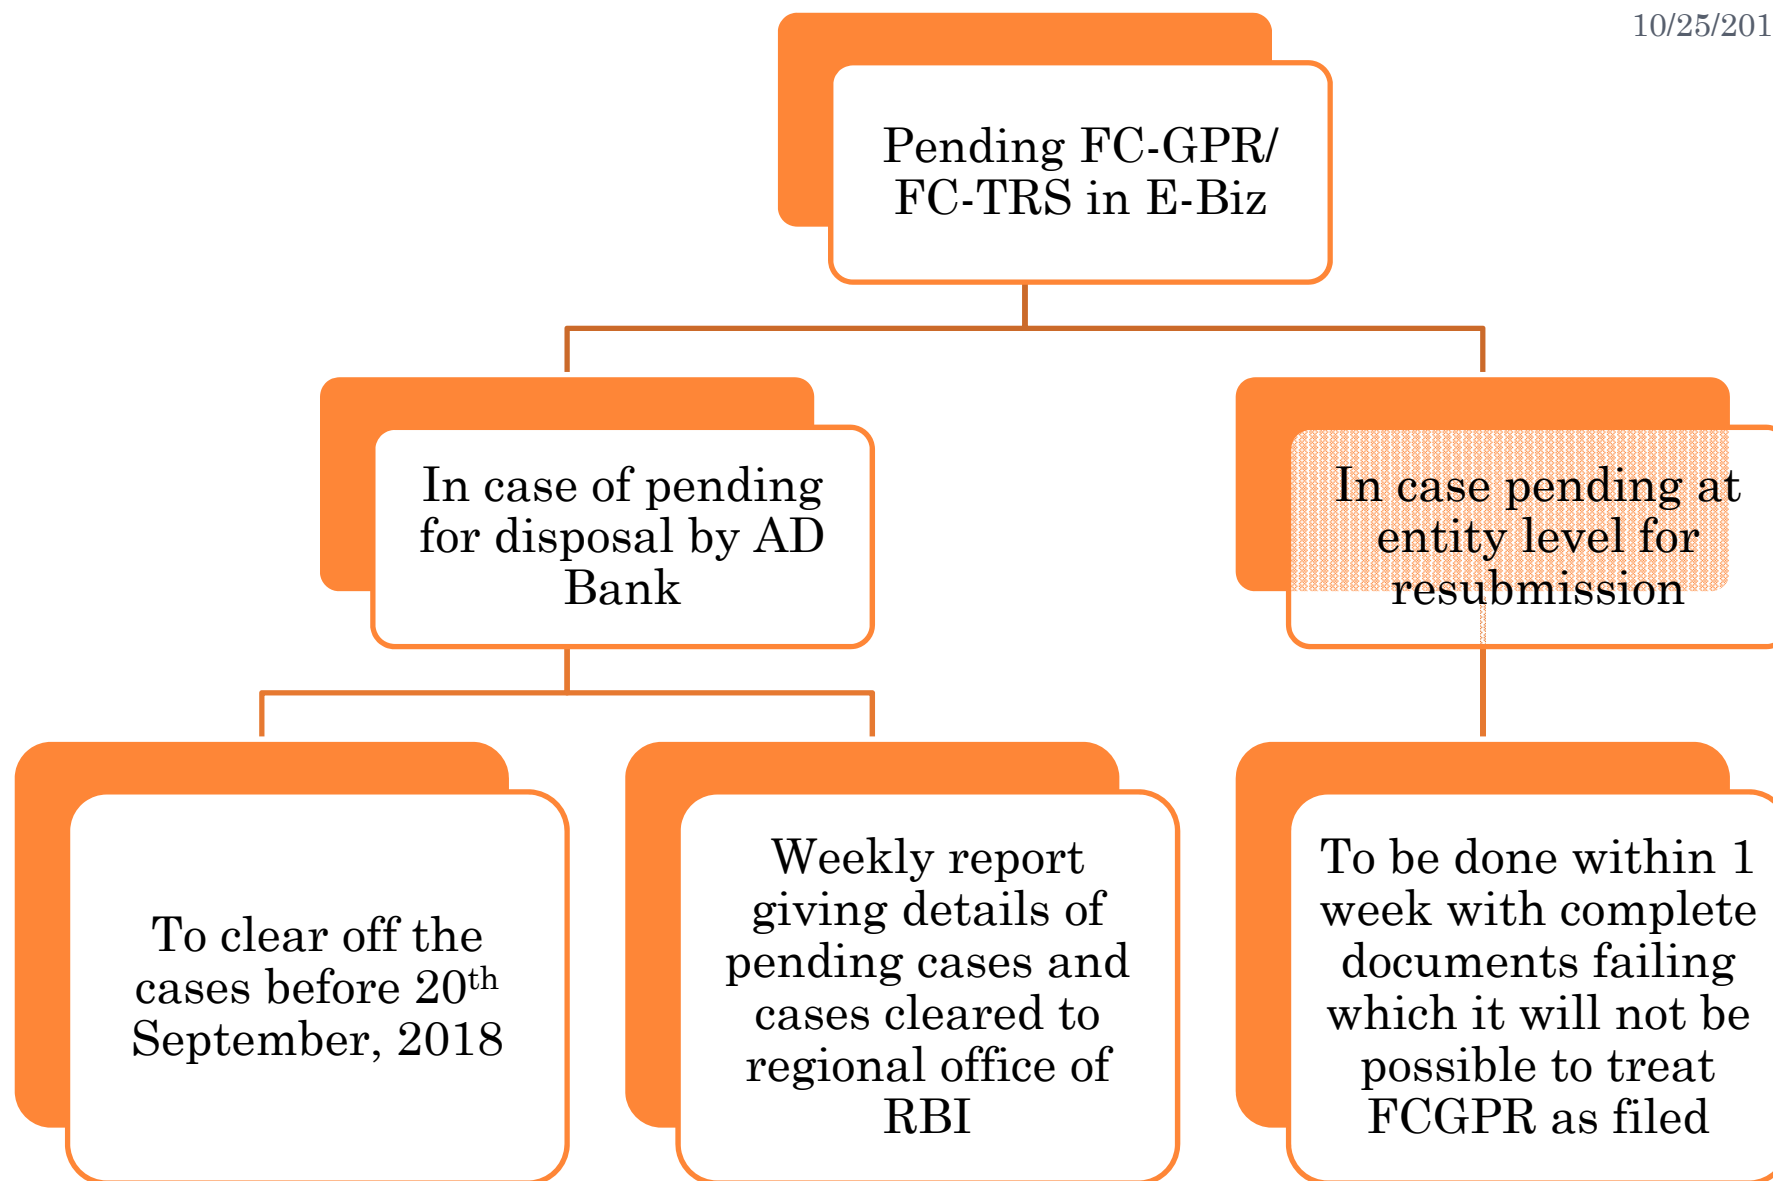 10/25/201
Pending FC-GPR/
FC-TRS in E-Biz
In case of pending
for disposal by AD
Bank
In case pending at
entity level for
resubmission
To clear off the
cases before 20th
September, 2018
Weekly report
giving details of
pending cases and
cases cleared to
regional office of
RBI
To be done within 1
week with complete
documents failing
which it will not be
possible to treat
FCGPR as filed